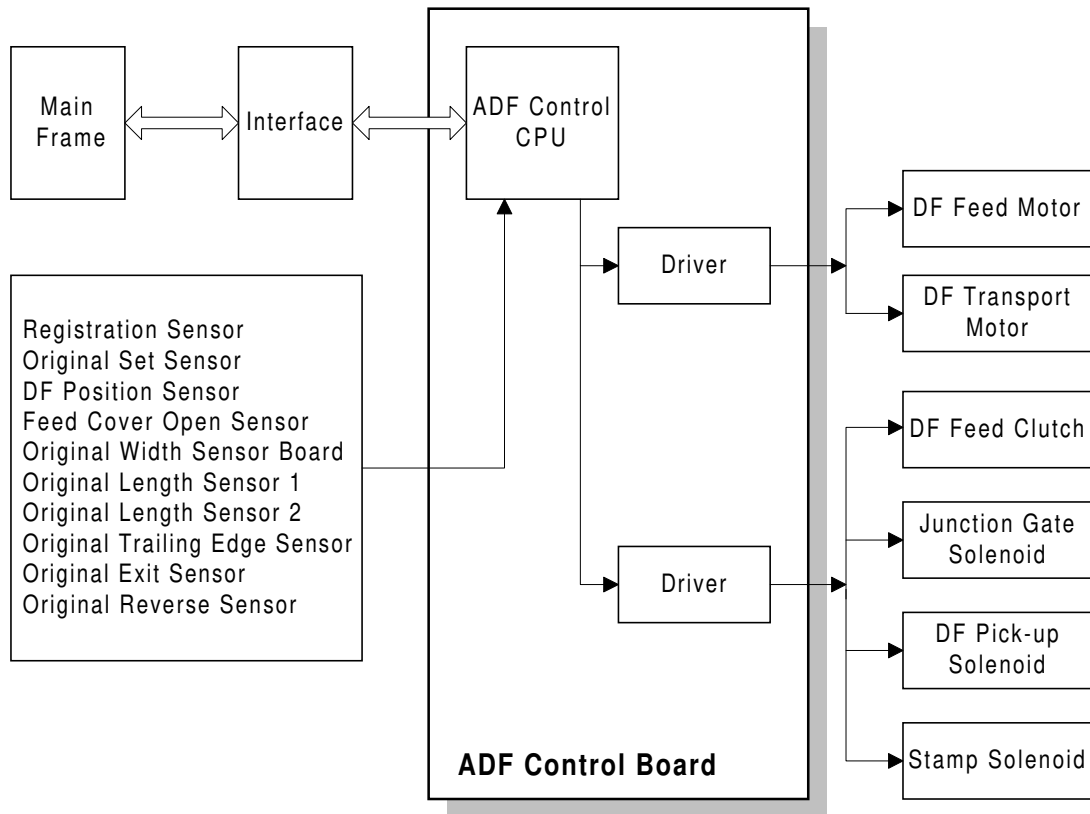 Main
Frame
Interface
ADF Control
CPU
DF Feed Motor
Driver
DF Transport
Motor
Registration Sensor
Original Set Sensor
DF Position Sensor
Feed Cover Open Sensor
Original Width Sensor Board
Original Length Sensor 1
Original Length Sensor 2
Original Trailing Edge Sensor
Original Exit Sensor
Original Reverse Sensor
DF Feed Clutch
Junction Gate
Solenoid
Driver
DF Pick-up
Solenoid
Stamp Solenoid
ADF Control Board